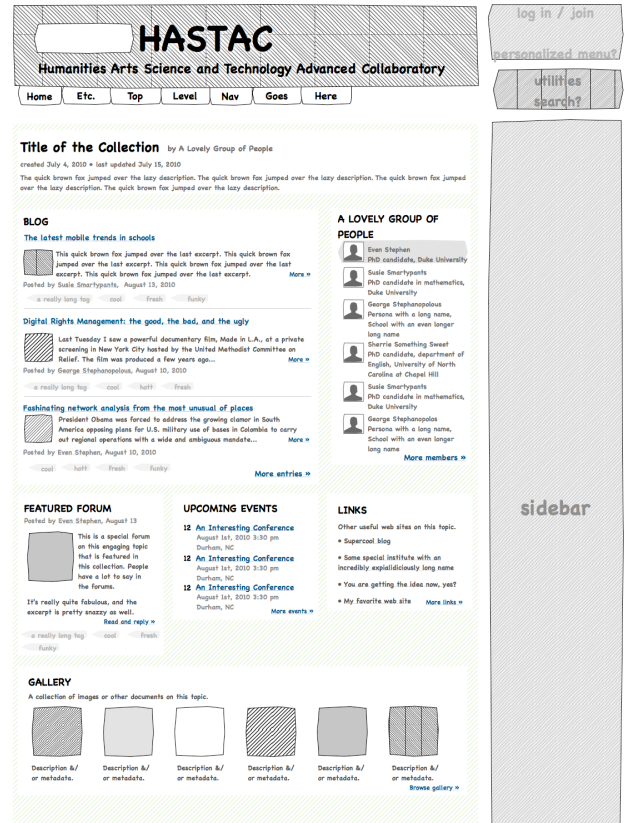 HASTAC
Humanities Arts Science and Technology Advanced Collaboratory
log in / join
personalized menu?
utilities
search?
Home Etc. Top Level Nav Goes Here
Title of the Collection by A Lovely Group of People
created July 4, 2010 • last updated July 15, 2010
The quick brown fox jumped over the lazy description. The quick brown fox jumped over the lazy description. The quick brown fox jumped
over the lazy description. The quick brown fox jumped over the lazy description.
BLOG
The latest mobile trends in schools
This quick brown fox jumped over the last excerpt. This quick brown fox
jumped over the last excerpt. This quick brown fox jumped over the last
excerpt. This quick brown fox jumped over the last excerpt. More »
Posted by Susie Smartypants, August 13, 2010
a really long tag cool fresh funky
Digital Rights Management: the good, the bad, and the ugly
Last Tuesday I saw a powerful documentary film, Made in L.A., at a private
screening in New York City hosted by the United Methodist Committee on
Relief. The film was produced a few years ago... More »
Posted by George Stephanopolous, August 10, 2010
a really long tag cool hott fresh
Fashinating network analysis from the most unusual of places
President Obama was forced to address the growing clamor in South
America opposing plans for U.S. military use of bases in Colombia to carry
out regional operations with a wide and ambiguous mandate... More »
Posted by Even Stephen, August 10, 2010
cool hott fresh funky
More entries »
A LOVELY GROUP OF
PEOPLE
Even Stephen
PhD candidate, Duke University
Susie Smartypants
PhD candidate in mathematics,
Duke University
George Stephanopolous
Persona with a long name,
School with an even longer
long name
Sherrie Something Sweet
PhD candidate, department of
English, University of North
Carolina at Chapel Hill
Susie Smartypants
PhD candidate in mathematics,
Duke University
George Stephanopolos
Persona with a long name,
School with an even longer
long name
More members »
sidebar
FEATURED FORUM
Posted by Even Stephen, August 13
This is a special forum
on this engaging topic
that is featured in
this collection. People
have a lot to say in
the forums.
It's really quite fabulous, and the
excerpt is pretty snazzy as well.
Read and reply »
a really long tag cool fresh
funky
UPCOMING EVENTS
12 An Interesting Conference
August 1st, 2010 3:30 pm
Durham, NC
12 An Interesting Conference
August 1st, 2010 3:30 pm
Durham, NC
12 An Interesting Conference
August 1st, 2010 3:30 pm
Durham, NC
More events »
LINKS
Other useful web sites on this topic.
• Supercool blog
• Some special institute with an
incredibly expialidiciously long name
• You are getting the idea now, yes?
• My favorite web site More links »
GALLERY
A collection of images or other documents on this topic.
Description &/ Description &/ Description &/ Description &/ Description &/ Description &/
or metadata. or metadata. or metadata. or metadata. or metadata. or metadata.
Browse gallery »